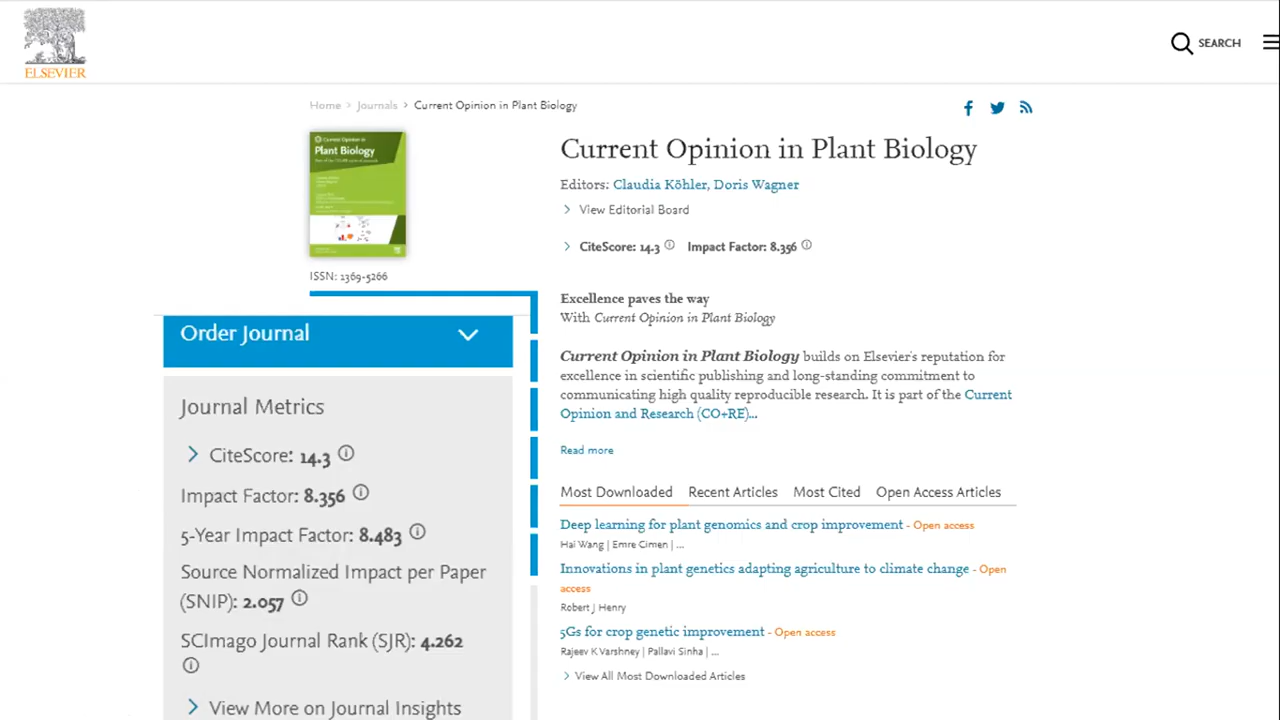 ELSEVIER
SEARCH
Home > Journals > Current Opinion in Plant Biology
Current Opinion in
Plant Biology
ISSN: 1369-5266
Current Opinion in Plant Biology
Editors: Claudia Köhler, Doris Wagner
View Editorial Board
CiteScore: 14.3 Impact Factor: 8.356
Excellence paves the way
With Current Opinion in Plant Biology
Current Opinion in Plant Biology builds on Elsevier's reputation for
excellence in scientific publishing and long-standing commitment to
communicating high quality reproducible research. It is part of the Current
Opinion and Research (CO+RE)...
Read more
Most Downloaded Recent Articles Most Cited Open Access Articles
Deep learning for plant genomics and crop improvement - Open access
Hai Wang | Emre Cimen | ...
Innovations in plant genetics adapting agriculture to climate change - Open
access
Robert J Henry
5Gs for crop genetic improvement - Open access
Rajeev K Varshney | Pallavi Sinha | ...
View All Most Downloaded Articles
Order Journal
Journal Metrics
CiteScore: 14.3
Impact Factor: 8.356
5-Year Impact Factor: 8.483
Source Normalized Impact per Paper
(SNIP): 2.057
SCImago Journal Rank (SJR): 4.262
View More on Journal Insights